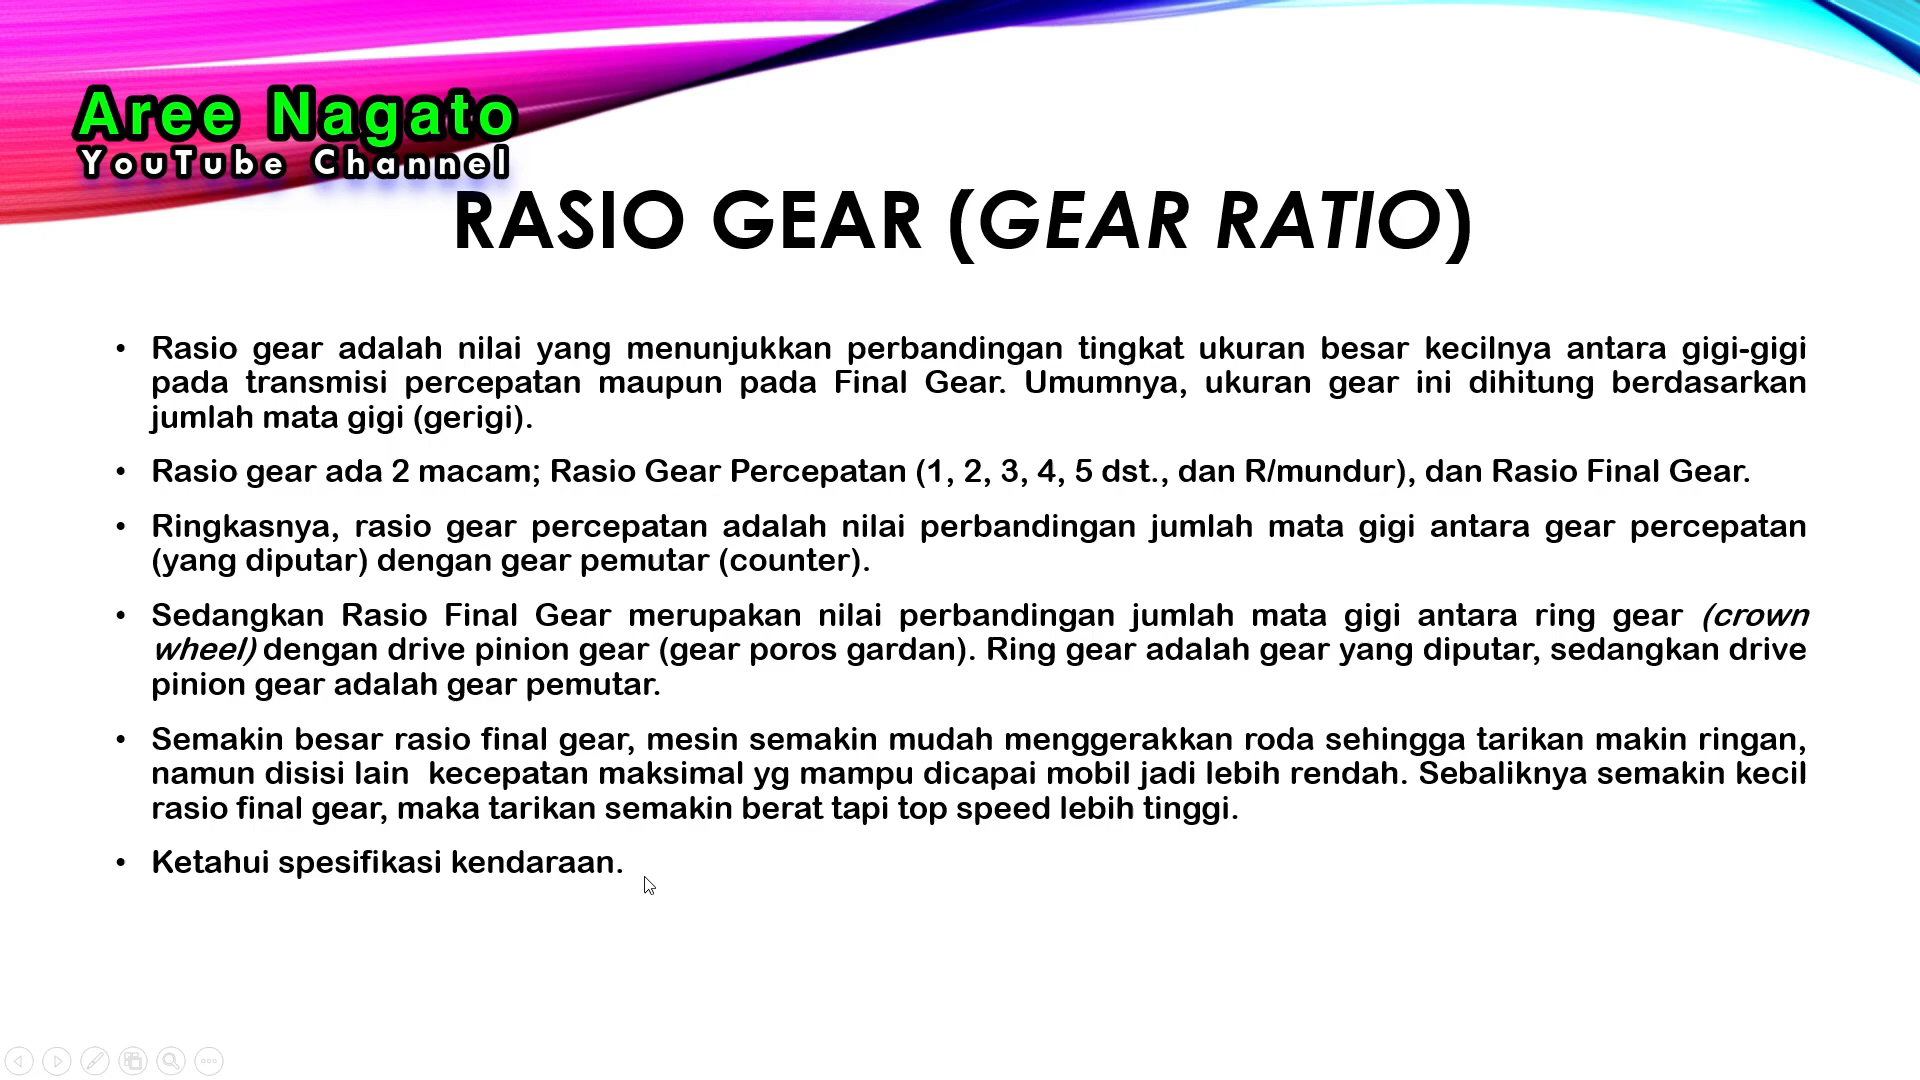 Aree Nagato
YouTube Channel
RASIO GEAR (GEAR RATIO)
• Rasio gear adalah nilai yang menunjukkan perbandingan tingkat ukuran besar kecilnya antara gigi-gigi
pada transmisi percepatan maupun pada Final Gear. Umumnya, ukuran gear ini dihitung berdasarkan
jumlah mata gigi (gerigi).
• Rasio gear ada 2 macam; Rasio Gear Percepatan (1, 2, 3, 4, 5 dst., dan R/mundur), dan Rasio Final Gear.
• Ringkasnya, rasio gear percepatan adalah nilai perbandingan jumlah mata gigi antara gear percepatan
(yang diputar) dengan gear pemutar (counter).
• Sedangkan Rasio Final Gear merupakan nilai perbandingan jumlah mata gigi antara ring gear (crown
wheel) dengan drive pinion gear (gear poros gardan). Ring gear adalah gear yang diputar, sedangkan drive
pinion gear adalah gear pemutar.
• Semakin besar rasio final gear, mesin semakin mudah menggerakkan roda sehingga tarikan makin ringan,
namun disisi lain  kecepatan maksimal yg mampu dicapai mobil jadi lebih rendah. Sebaliknya semakin kecil
rasio final gear, maka tarikan semakin berat tapi top speed lebih tinggi.
• Ketahui spesifikasi kendaraan.